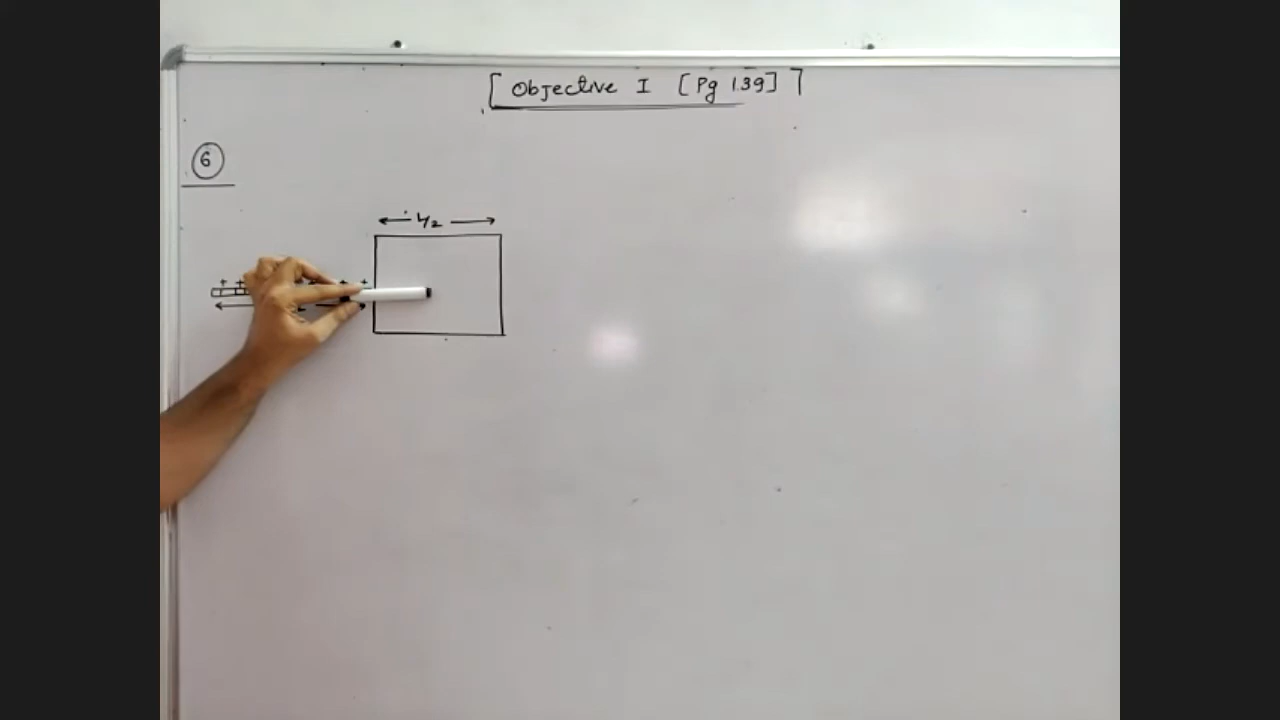 [ Objective I [Pg 139] ]
6
L/2
+ + + +